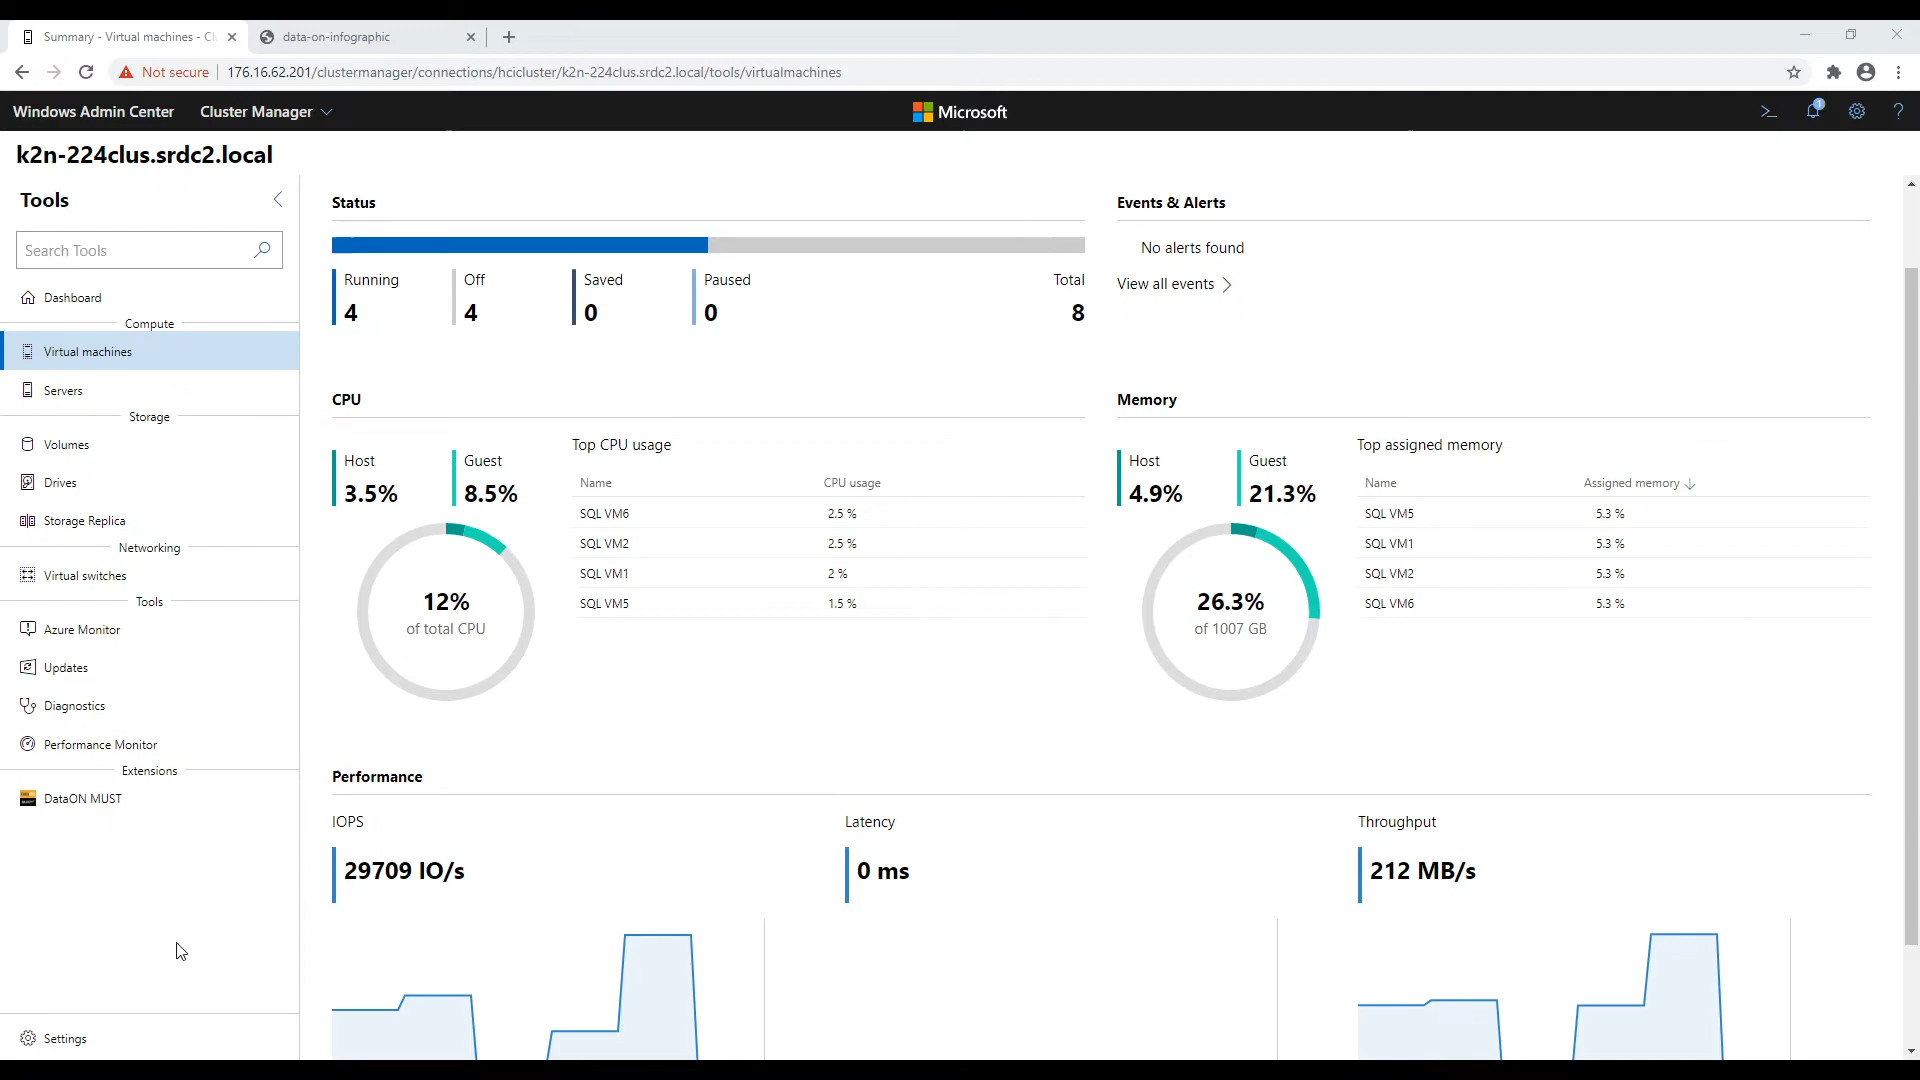 Summary - Virtual machines - Cl
data-on-infographic
Not secure
176.16.62.201/clustermanager/connections/hcicluster/k2n-224clus.srdc2.local/tools/virtualmachines
Windows Admin Center
Cluster Manager
Microsoft
1
k2n-224clus.srdc2.local
Tools
Search Tools
Dashboard
Compute
Virtual machines
Servers
Storage
Volumes
Drives
Storage Replica
Networking
Virtual switches
Tools
Azure Monitor
Updates
Diagnostics
Performance Monitor
Extensions
DataON MUST
Settings
Status
Running
4
Off
4
Saved
0
Paused
0
Total
8
Events & Alerts
No alerts found
View all events
CPU
Host
3.5%
Guest
8.5%
12%
of total CPU
Top CPU usage
Name CPU usage
SQL VM6 2.5 %
SQL VM2 2.5 %
SQL VM1 2 %
SQL VM5 1.5 %
Memory
Host
4.9%
Guest
21.3%
26.3%
of 1007 GB
Top assigned memory
Name Assigned memory
SQL VM5 5.3 %
SQL VM1 5.3 %
SQL VM2 5.3 %
SQL VM6 5.3 %
Performance
IOPS
29709 IO/s
Latency
0 ms
Throughput
212 MB/s